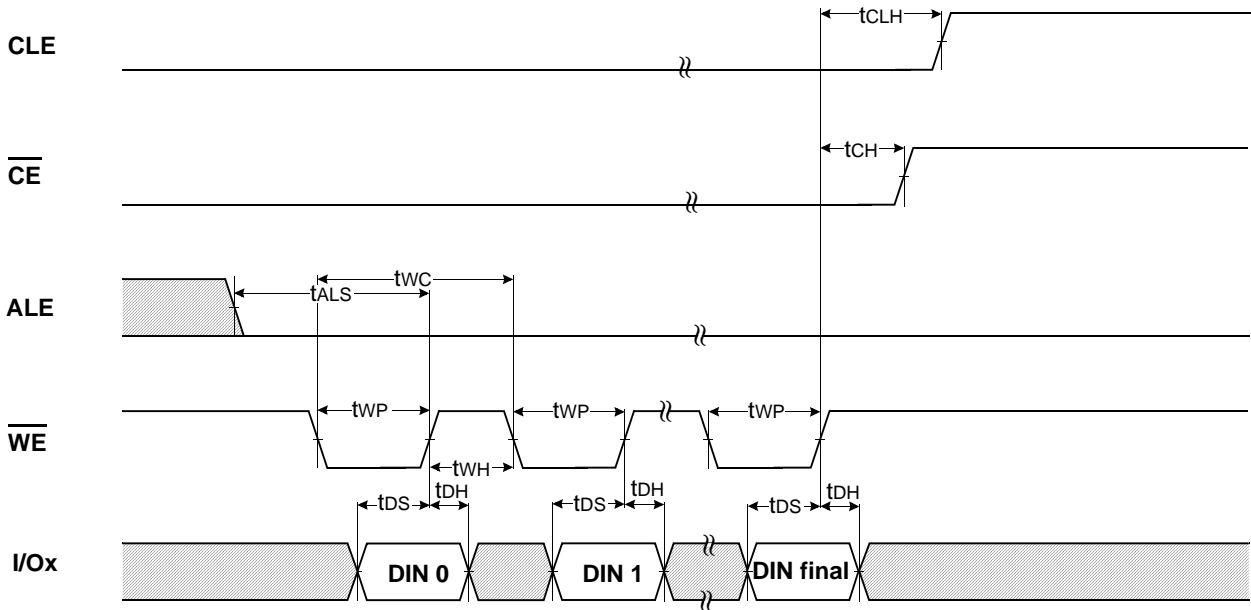 tCLH
CLE
tCH
CE
tWC
tALS
ALE
tWP tWP tWP
WE
tWH
tDS tDH tDS tDH tDS tDH
I/Ox DIN 0 DIN 1 DIN final